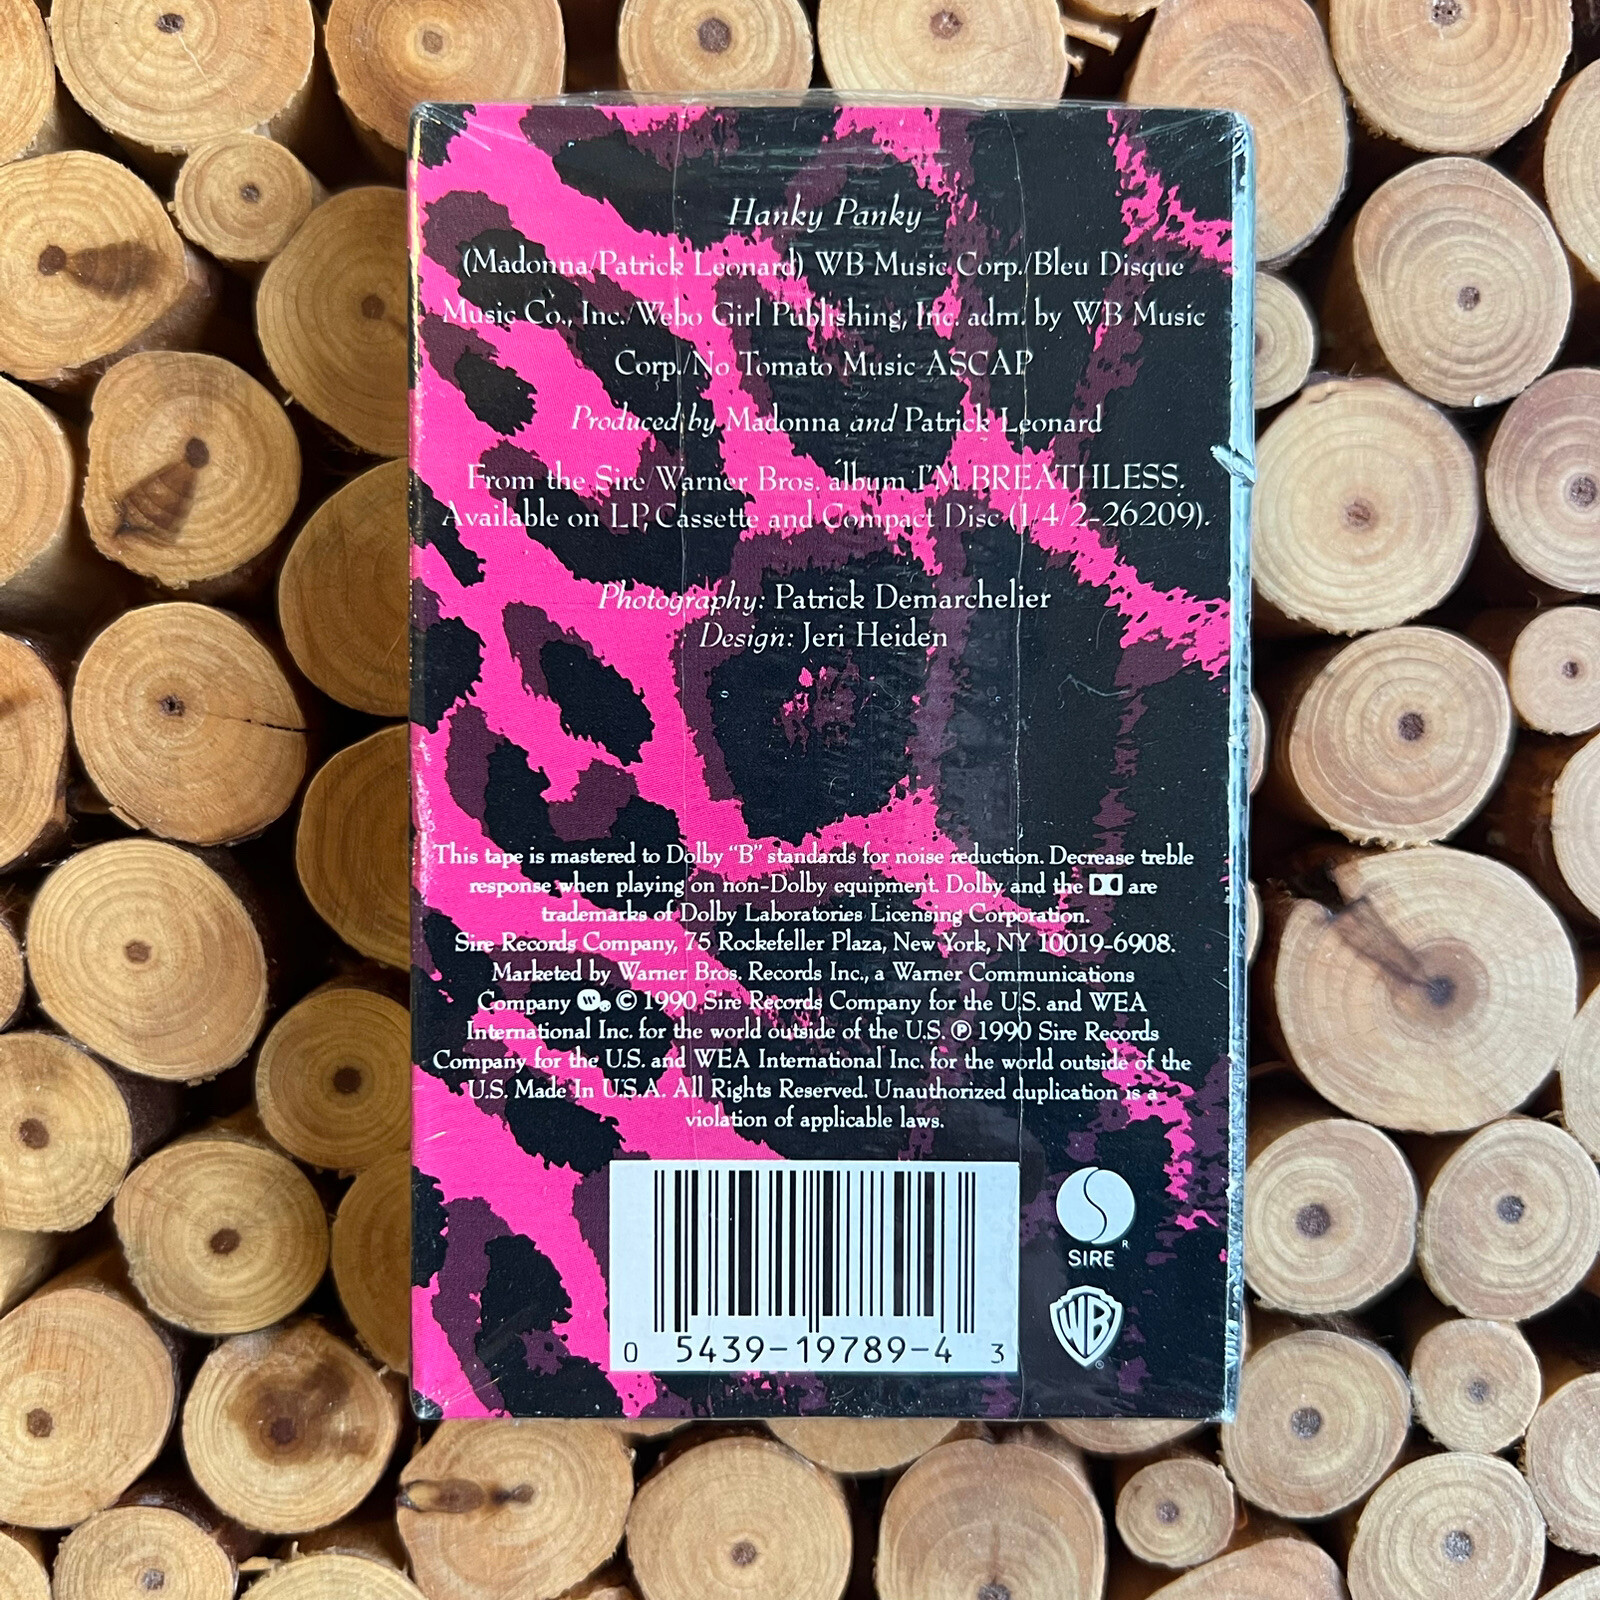 Hanky Panky
(Madonna/Patrick Leonard) WB Music Corp./Bleu Disque
Music Co., Inc./Webo Girl Publishing, Inc. adm. by WB Music
Corp./No Tomato Music ASCAP
Produced by Madonna and Patrick Leonard
From the Sire/Warner Bros. album I'M BREATHLESS.
Available on LP, Cassette and Compact Disc (1/4/2-26209).
Photography: Patrick Demarchelier
Design: Jeri Heiden
This tape is mastered to Dolby “B” standards for noise reduction. Decrease treble
response when playing on non-Dolby equipment. Dolby and the are
trademarks of Dolby Laboratories Licensing Corporation.
Sire Records Company, 75 Rockefeller Plaza, New York, NY 10019-6908.
Marketed by Warner Bros. Records Inc., a Warner Communications
Company © 1990 Sire Records Company for the U.S. and WEA
International Inc. for the world outside of the U.S. ℗ 1990 Sire Records
Company for the U.S. and WEA International Inc. for the world outside of the
U.S. Made In U.S.A. All Rights Reserved. Unauthorized duplication is a
violation of applicable laws.
SIRE R
WB ®
0 5439-19789-4 3